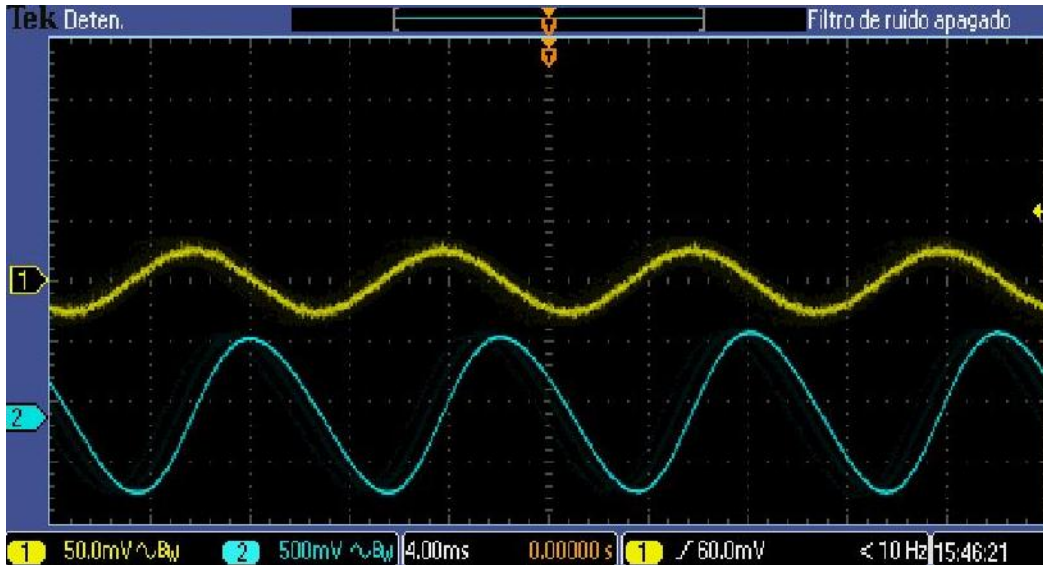 Tek Deten. Filtro de ruido apagado
T
T
1
2
1 50.0mV BW 2 500mV BW 4.00ms 0.00000 s 1 60.0mV < 10 Hz 15:46:21